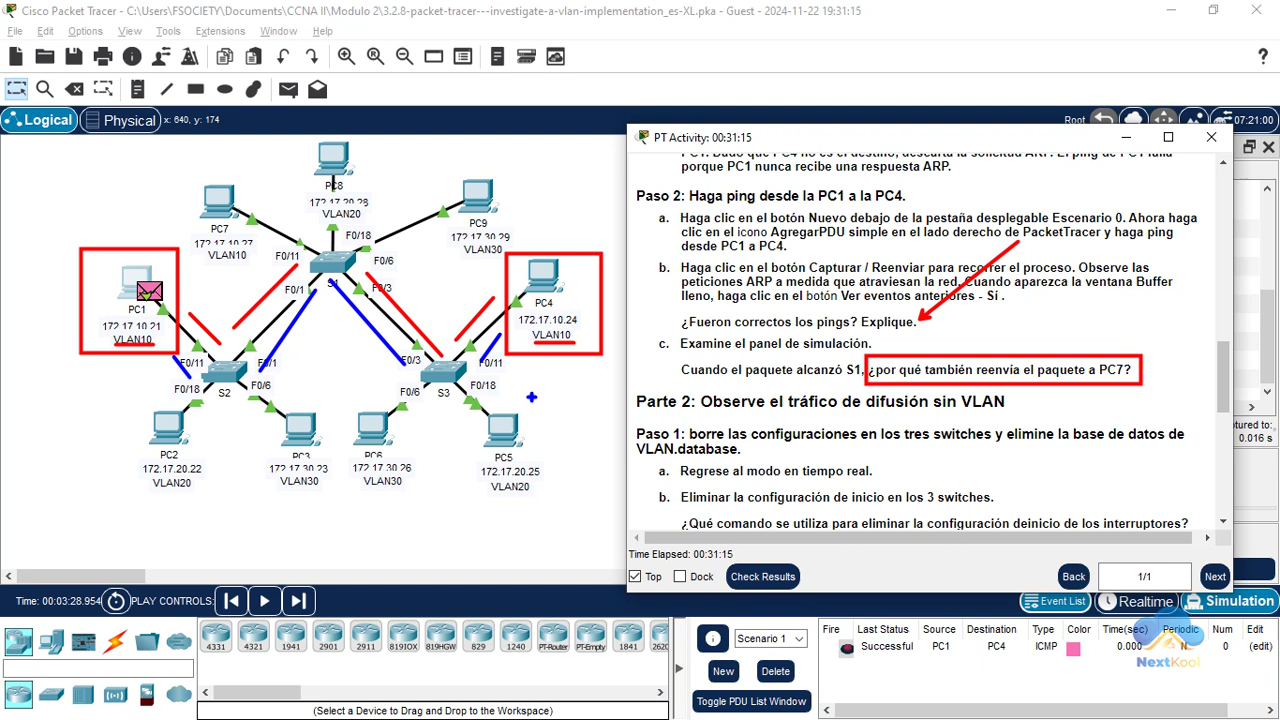 Cisco Packet Tracer - C:\Users\FSOCIETY\Documents\CCNA II\Modulo 2\3.2.8-packet-tracer---investigate-a-vlan-implementation_es-XL.pka - Guest - 2024-11-22 19:31:15
File Edit Options View Tools Extensions Window Help
Logical Physical x: 640, y: 174 Root 07:21:00
PC8
172.17.20.28
VLAN20
PC7
172.17.10.27
VLAN10
PC9
172.17.30.29
VLAN30
F0/18
F0/11
F0/6
S1
F0/1
F0/3
PC1
172.17.10.21
VLAN10
PC4
172.17.10.24
VLAN10
F0/11
F0/1
F0/3
F0/11
F0/18
F0/6
S2
F0/6
S3
F0/18
PC2
172.17.20.22
VLAN20
PC3
172.17.30.23
VLAN30
PC6
172.17.30.26
VLAN30
PC5
172.17.20.25
VLAN20
PT Activity: 00:31:15
PC1. Dado que PC4 no es el destino, descarta la solicitud ARP. El ping de PC1 falla
porque PC1 nunca recibe una respuesta ARP.
Paso 2: Haga ping desde la PC1 a la PC4.
a. Haga clic en el botón Nuevo debajo de la pestaña desplegable Escenario 0. Ahora haga
clic en el icono AgregarPDU simple en el lado derecho de PacketTracer y haga ping
desde PC1 a PC4.
b. Haga clic en el botón Capturar / Reenviar para recorrer el proceso. Observe las
peticiones ARP a medida que atraviesan la red. Cuando aparezca la ventana Buffer
lleno, haga clic en el botón Ver eventos anteriores - Sí .
¿Fueron correctos los pings? Explique.
c. Examine el panel de simulación.
Cuando el paquete alcanzó S1, ¿por qué también reenvía el paquete a PC7?
Parte 2: Observe el tráfico de difusión sin VLAN
Paso 1: borre las configuraciones en los tres switches y elimine la base de datos de
VLAN.database.
a. Regrese al modo en tiempo real.
b. Eliminar la configuración de inicio en los 3 switches.
¿Qué comando se utiliza para eliminar la configuración deinicio de los interruptores?
Time Elapsed: 00:31:15
Top Dock Check Results Back 1/1 Next
tured to:
0.016 s
Time: 00:03:28.954 PLAY CONTROLS: Event List Realtime Simulation
4331 4321 1941 2901 2911 819IOX 819HGW 829 1240 PT-Router PT-Empty 1841 2620
(Select a Device to Drag and Drop to the Workspace)
Scenario 1
New Delete
Toggle PDU List Window
Fire Last Status Source Destination Type Color Time(sec) Periodic Num Edit
Successful PC1 PC4 ICMP 0.000 N 0 (edit)
NextKool